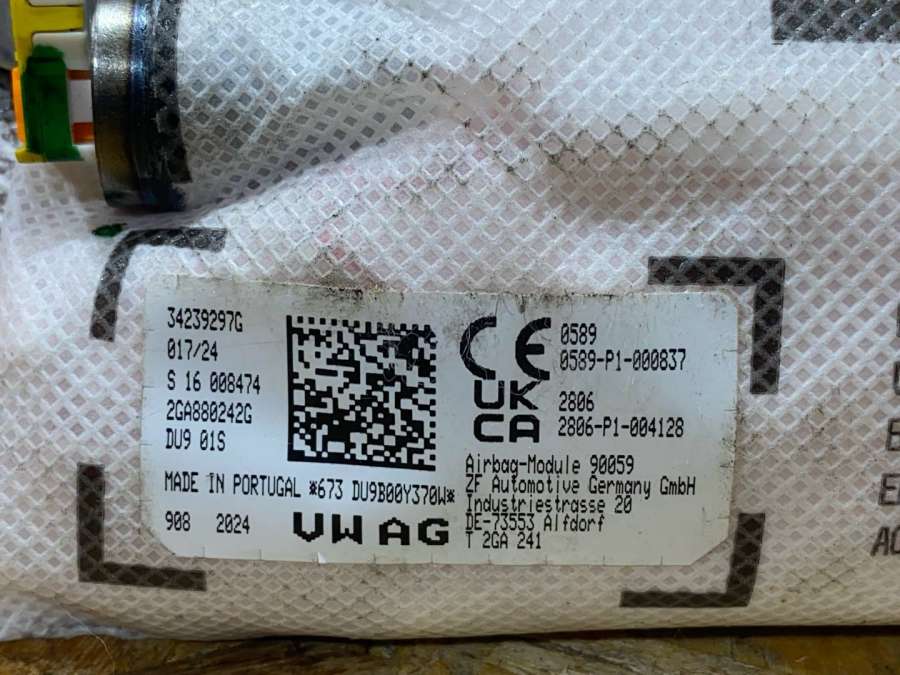 34239297G
017/24
S 16 008474
2GA880242G
DU9 01S
MADE IN PORTUGAL *673 DU9B00Y370W*
908 2024
VW AG
CE
0589
0589-P1-000837
UK
CA
2806
2806-P1-004128
Airbag-Module 90059
ZF Automotive Germany GmbH
Industriestrasse 20
DE-73553 Alfdorf
T 2GA 241